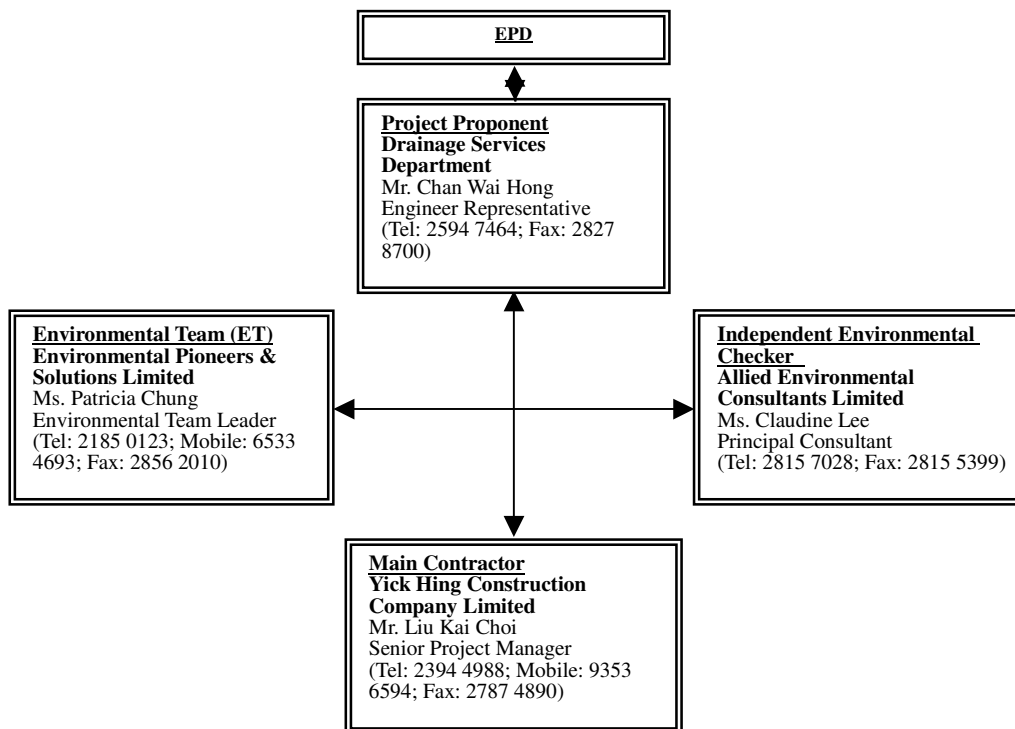 EPD
Project Proponent
Drainage Services
Department
Mr. Chan Wai Hong
Engineer Representative
(Tel: 2594 7464; Fax: 2827
8700)
Environmental Team (ET)
Environmental Pioneers &
Solutions Limited
Ms. Patricia Chung
Environmental Team Leader
(Tel: 2185 0123; Mobile: 6533
4693; Fax: 2856 2010)
Independent Environmental
Checker
Allied Environmental
Consultants Limited
Ms. Claudine Lee
Principal Consultant
(Tel: 2815 7028; Fax: 2815 5399)
Main Contractor
Yick Hing Construction
Company Limited
Mr. Liu Kai Choi
Senior Project Manager
(Tel: 2394 4988; Mobile: 9353
6594; Fax: 2787 4890)